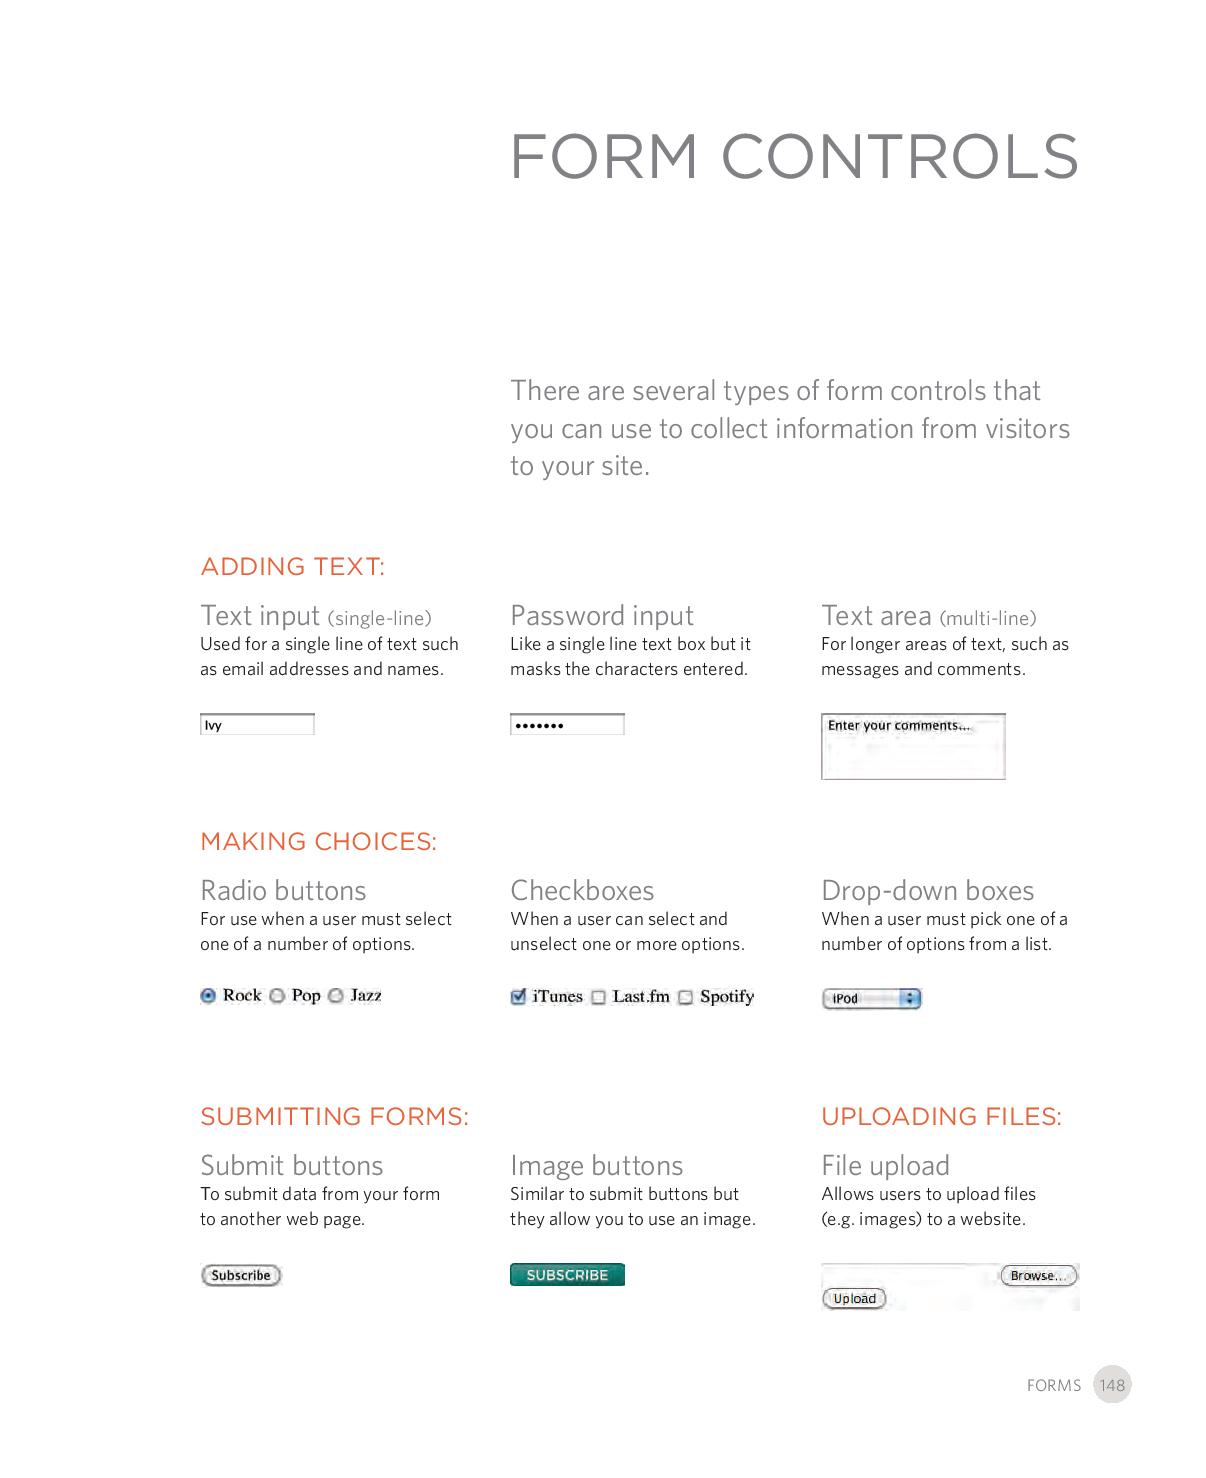 FORM CONTROLS
There are several types of form controls that
you can use to collect information from visitors
to your site.
ADDING TEXT:
Text input (single-line)
Used for a single line of text such
as email addresses and names.
Ivy
Password input
Like a single line text box but it
masks the characters entered.
•••••••
Text area (multi-line)
For longer areas of text, such as
messages and comments.
Enter your comments...
MAKING CHOICES:
Radio buttons
For use when a user must select
one of a number of options.
Rock Pop Jazz
Checkboxes
When a user can select and
unselect one or more options.
iTunes Last.fm Spotify
Drop-down boxes
When a user must pick one of a
number of options from a list.
iPod
SUBMITTING FORMS:
Submit buttons
To submit data from your form
to another web page.
Subscribe
Image buttons
Similar to submit buttons but
they allow you to use an image.
SUBSCRIBE
UPLOADING FILES:
File upload
Allows users to upload files
(e.g. images) to a website.
Browse...
Upload
FORMS 148